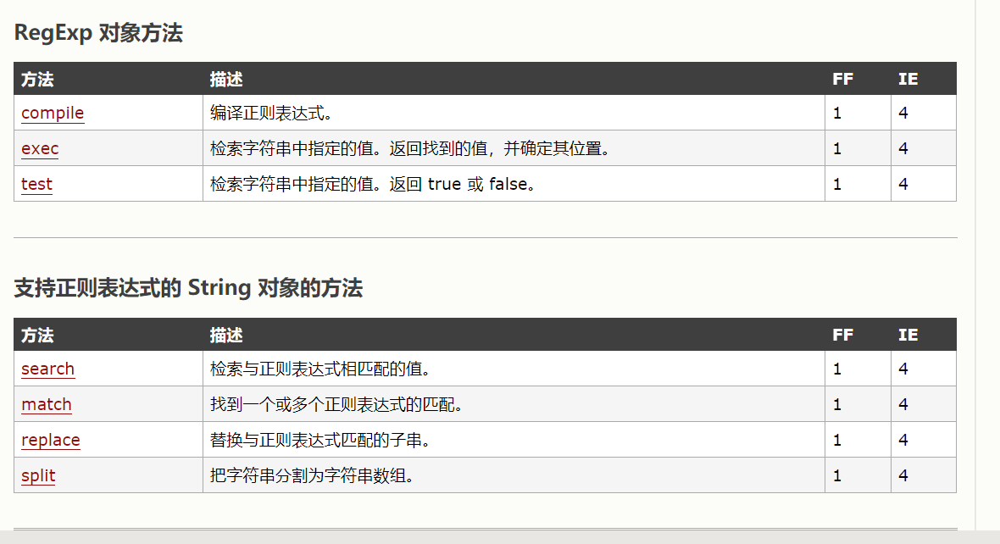 RegExp 对象方法
方法 描述 FF IE
compile 编译正则表达式。 1 4
exec 检索字符串中指定的值。返回找到的值，并确定其位置。 1 4
test 检索字符串中指定的值。返回 true 或 false。 1 4
支持正则表达式的 String 对象的方法
方法 描述 FF IE
search 检索与正则表达式相匹配的值。 1 4
match 找到一个或多个正则表达式的匹配。 1 4
replace 替换与正则表达式匹配的子串。 1 4
split 把字符串分割为字符串数组。 1 4